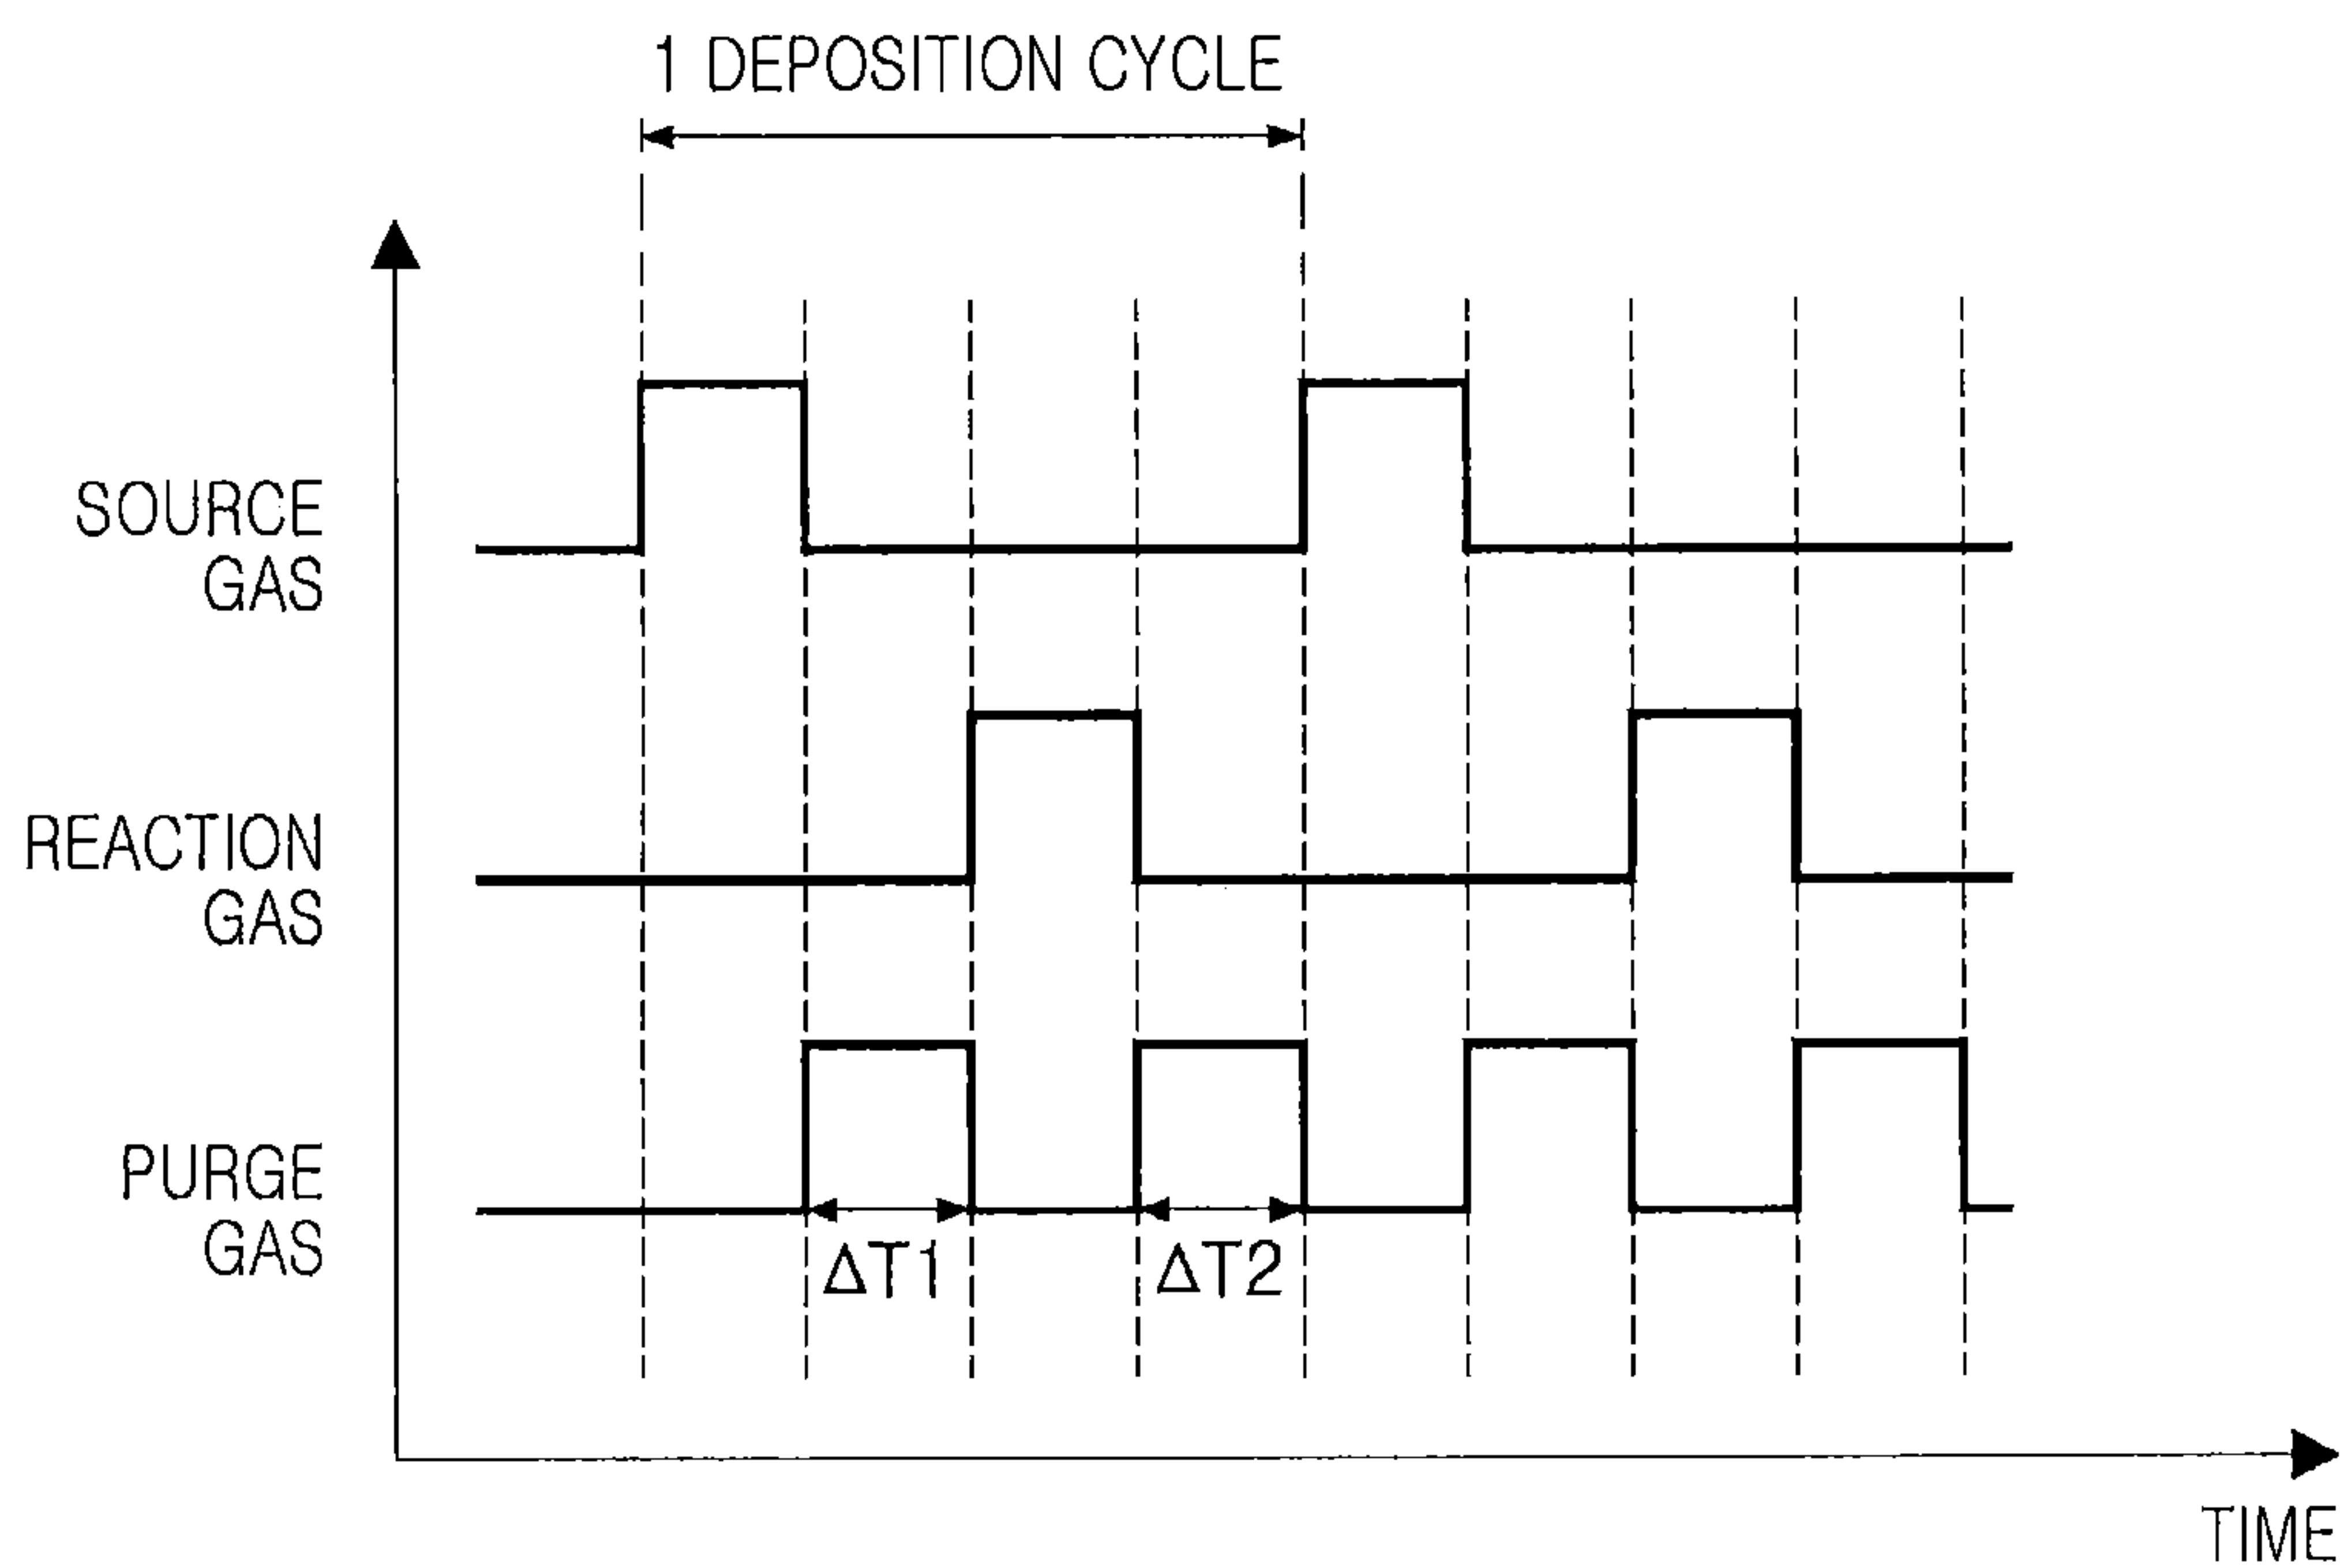 1 DEPOSITION CYCLE
SOURCE
GAS
REACTION
GAS
PURGE
GAS
ΔT1
ΔT2
TIME